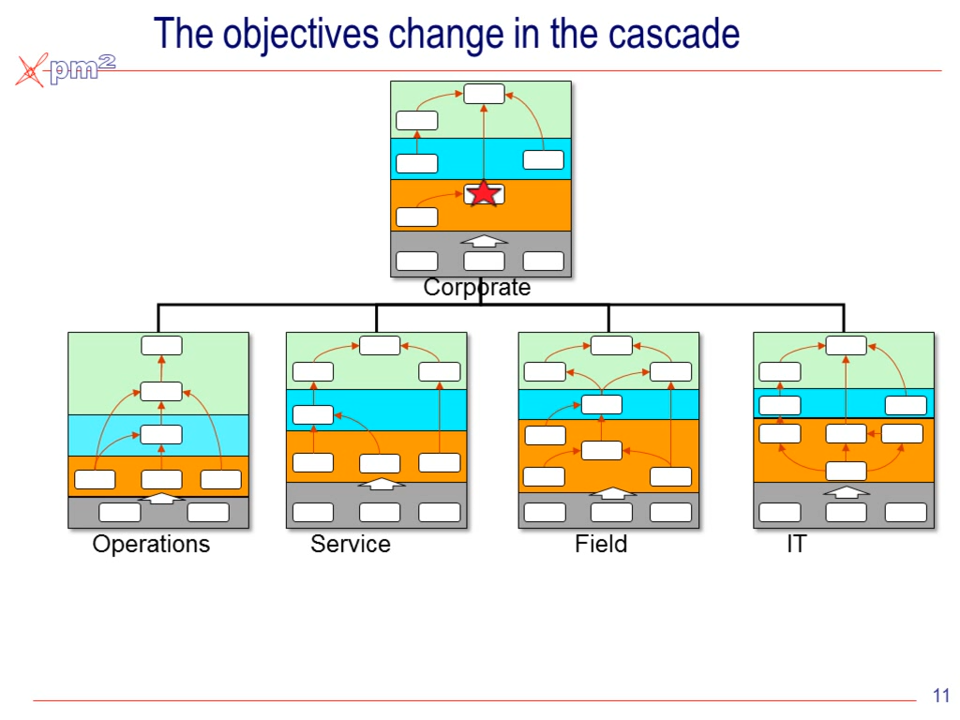 The objectives change in the cascade
pm²
Corporate
Operations
Service
Field
IT
11